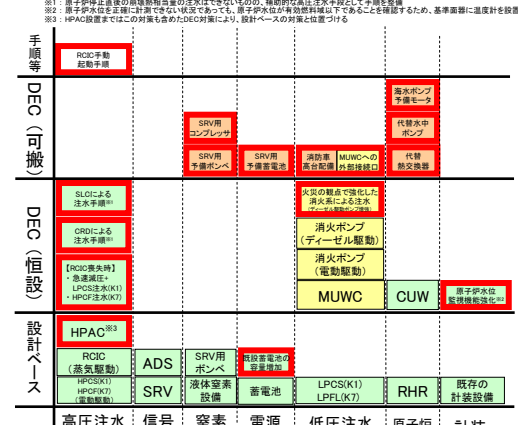 ※1：原子炉停止直後の崩壊熱相当量の注水はできないものの、補助的な高圧注水手段として手順を整備
※2：原子炉水位を正確に計測できない状況であっても、原子炉水位が有効燃料域以下であることを確認するため、基準面器に温度計を設置
※3：HPAC設置まではこの対策も含めたDEC対策により、設計ベースの対策と位置づける
手順等
RCIC手動
起動手順
DEC（可搬）
海水ポンプ
予備モータ
SRV用
コンプレッサ
代替水中
ポンプ
SRV用
予備ボンベ
SRV用
予備蓄電池
消防車
高台配備
MUWCへの
外部接続口
代替
熱交換器
DEC（恒設）
SLCによる
注水手順※1
火災の観点で強化した
消火系による注水
（ディーゼル駆動ポンプ増強）
CRDによる
注水手順※1
消火ポンプ
（ディーゼル駆動）
消火ポンプ
（電動駆動）
【RCIC喪失時】
・急速減圧+
LPCS注水(K1)
・HPCF注水(K7)
MUWC
CUW
原子炉水位
監視機能強化※2
設計ベース
HPAC※3
RCIC
（蒸気駆動）
ADS
SRV用
ボンベ
既設蓄電池の
容量増加
HPCS(K1)
HPCF(K7)
（電動駆動）
SRV
液体窒素
設備
蓄電池
LPCS(K1)
LPFL(K7)
RHR
既存の
計装設備
高圧注水
信号
窒素
電源
低圧注水